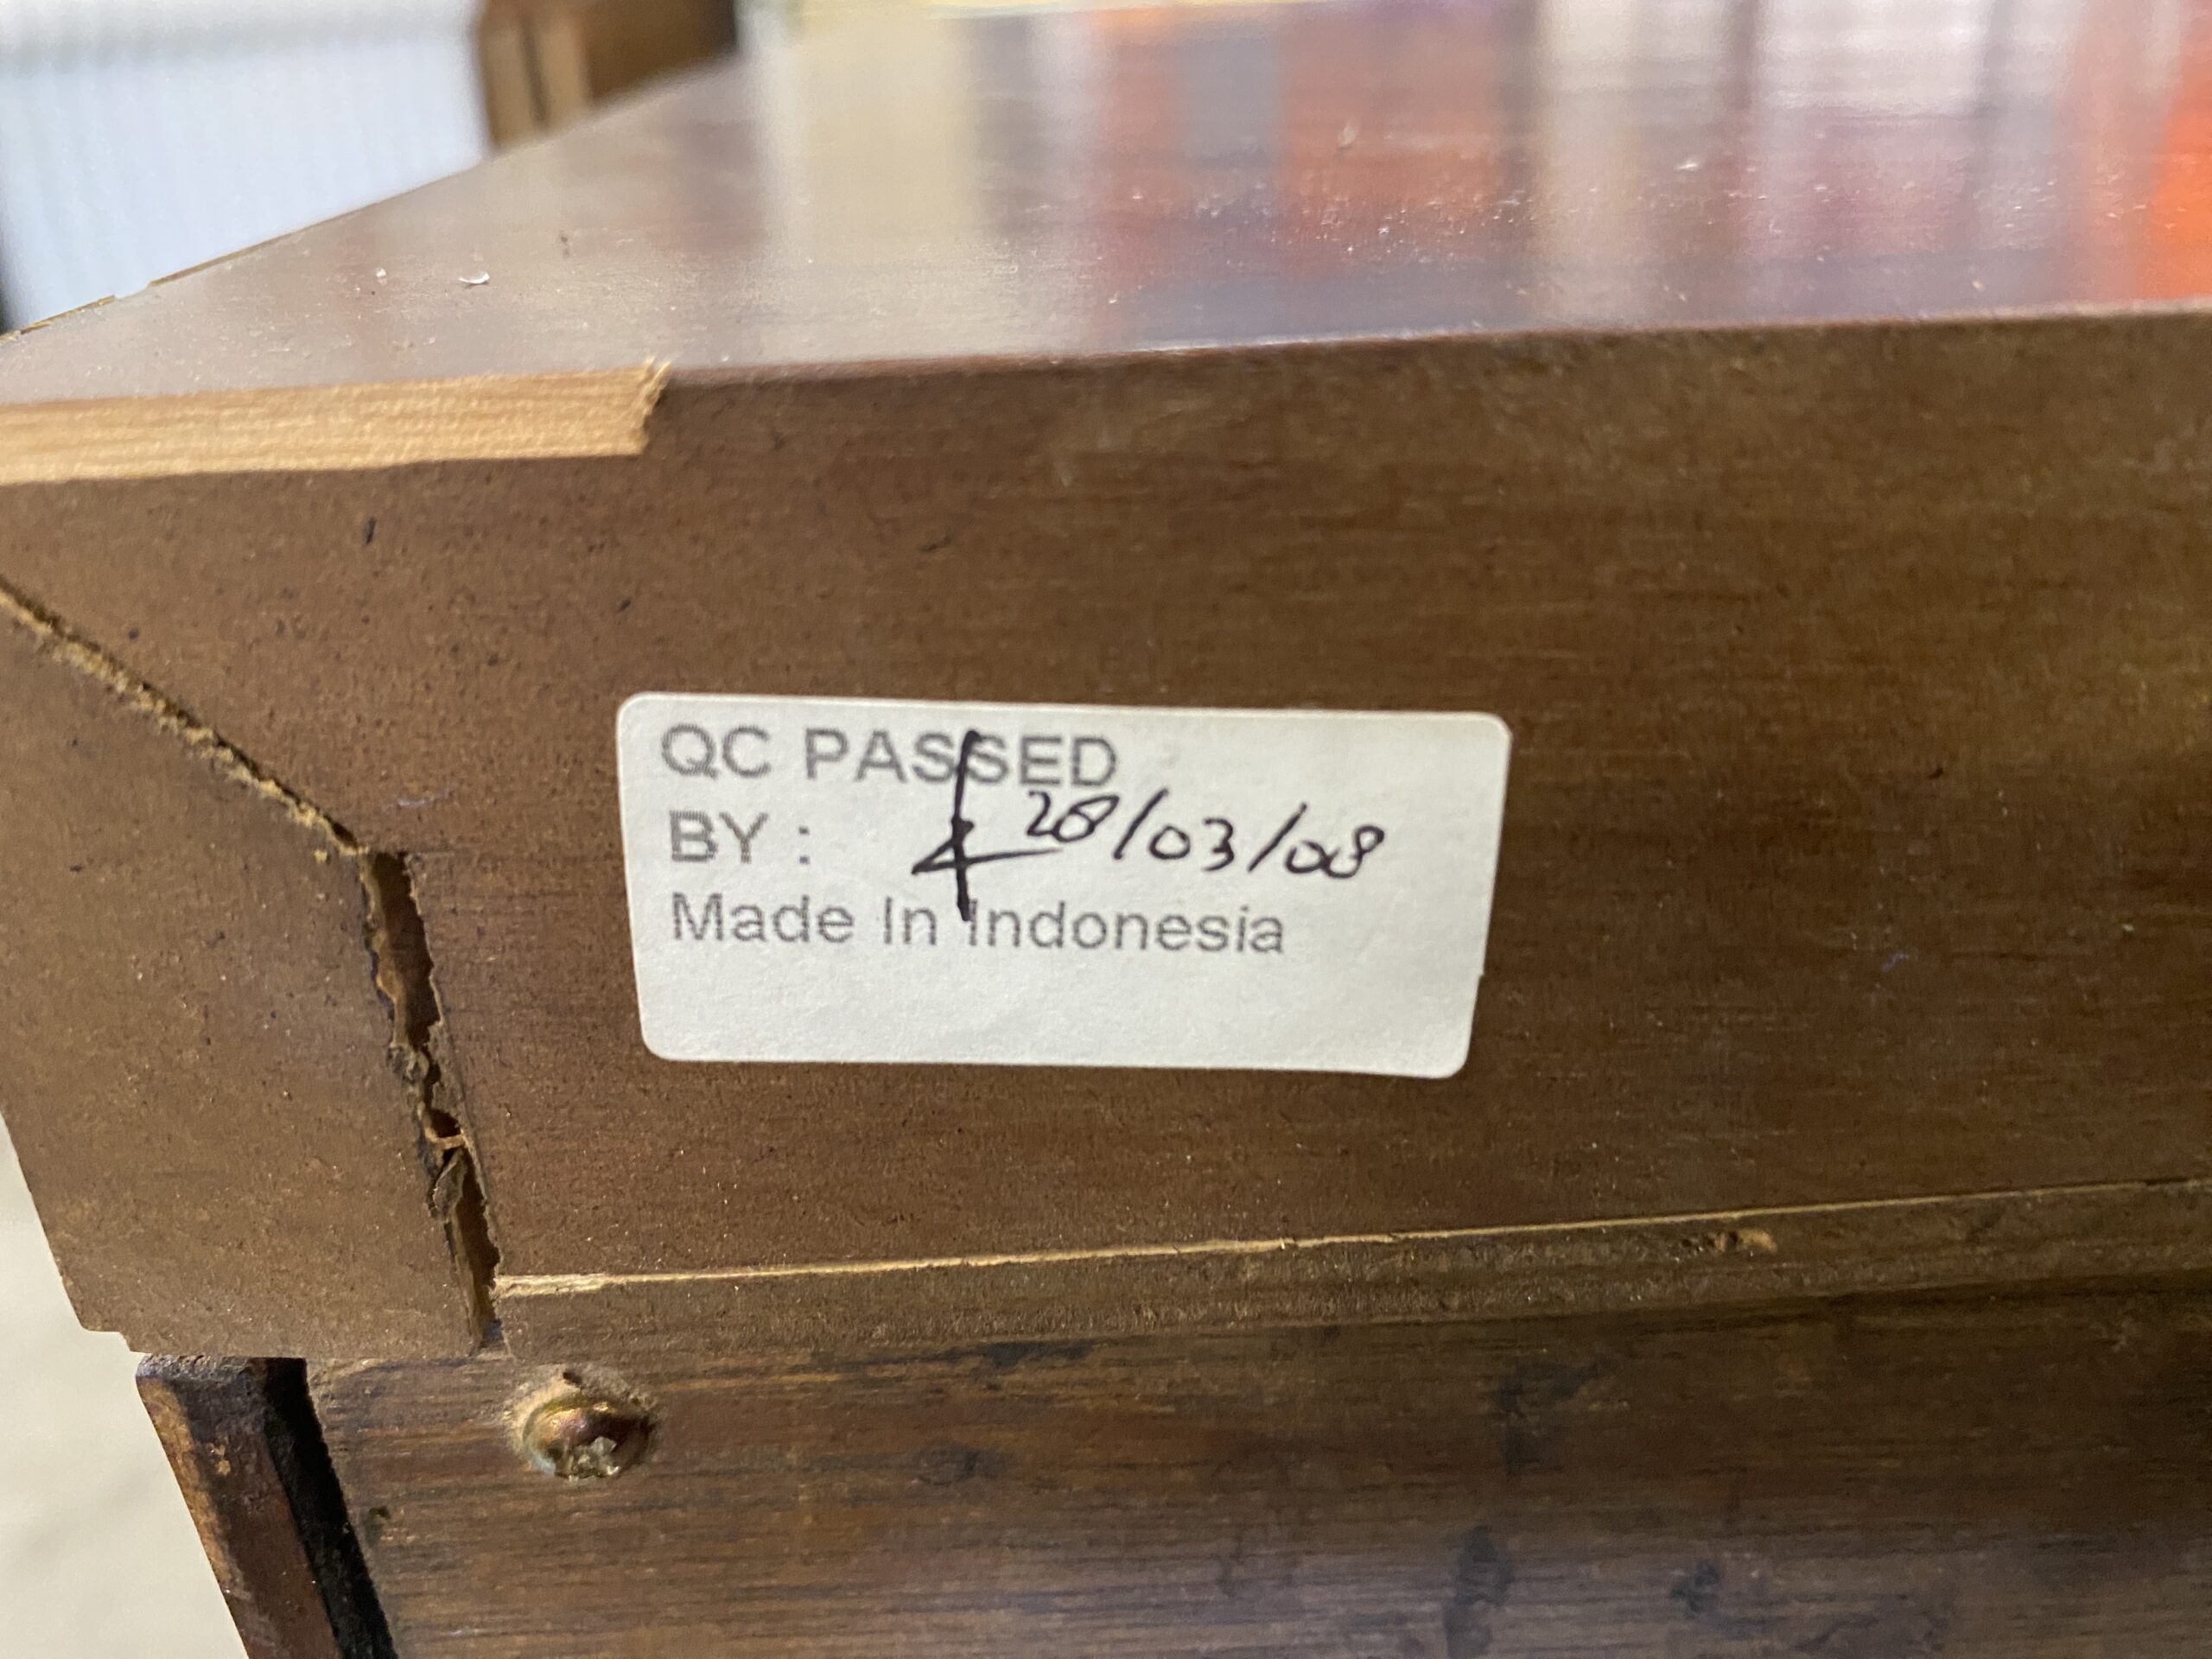 QC PASSED
BY : 28/03/08
Made In Indonesia